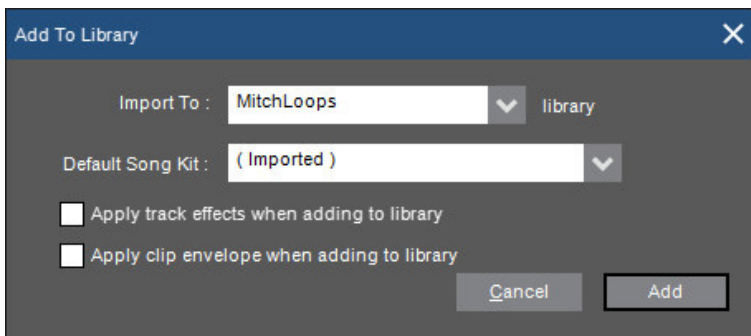 Add To Library
Import To : MitchLoops library
Default Song Kit : ( Imported )
Apply track effects when adding to library
Apply clip envelope when adding to library
Cancel Add